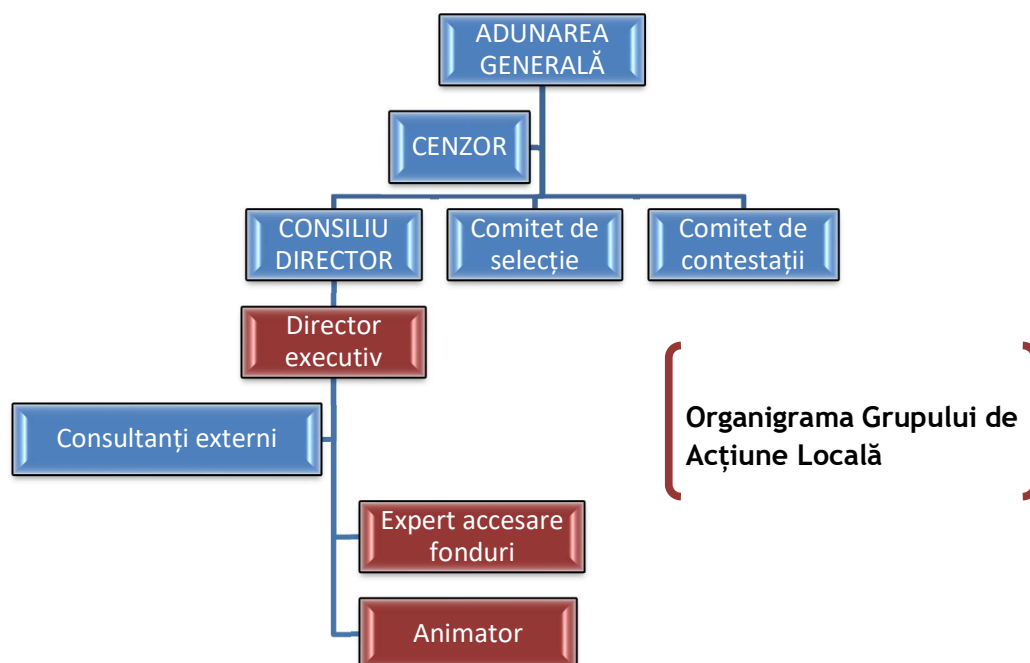 ADUNAREA
GENERALĂ
CENZOR
CONSILIU
DIRECTOR
Comitet de
selecție
Comitet de
contestații
Director
executiv
Organigrama Grupului de
Acțiune Locală
Consultanți externi
Expert accesare
fonduri
Animator